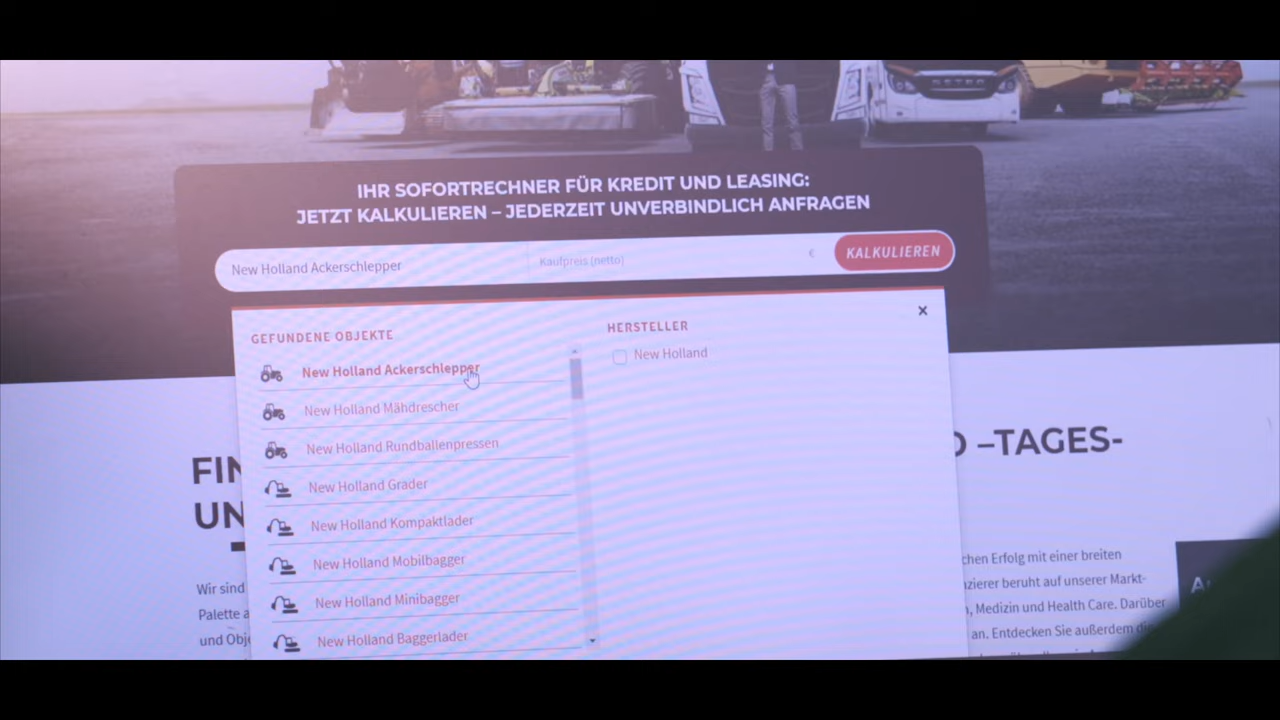 SETRA
IHR SOFORTRECHNER FÜR KREDIT UND LEASING:
JETZT KALKULIEREN – JEDERZEIT UNVERBINDLICH ANFRAGEN
New Holland Ackerschlepper
Kaufpreis (netto)
€
KALKULIEREN
GEFUNDENE OBJEKTE
New Holland Ackerschlepper
New Holland Mähdrescher
New Holland Rundballenpressen
New Holland Grader
New Holland Kompaktlader
New Holland Mobilbagger
New Holland Minibagger
New Holland Baggerlader
HERSTELLER
New Holland
×
–TAGES-
UN
Wir sind
Palette a
und Obj
chen Erfolg mit einer breiten
nzierer beruht auf unserer Markt-
, Medizin und Health Care. Darüber
an. Entdecken Sie außerdem di